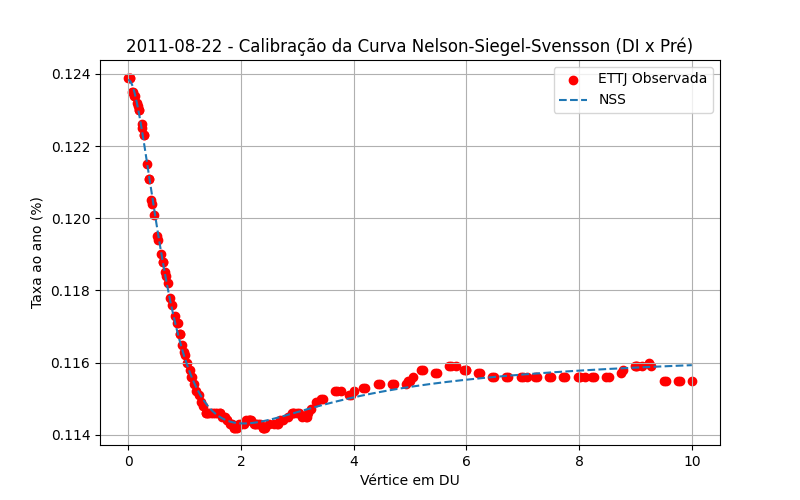 2011-08-22 - Calibração da Curva Nelson-Siegel-Svensson (DI x Pré)
ETTJ Observada
NSS
Taxa ao ano (%)
0.124
0.122
0.120
0.118
0.116
0.114
0
2
4
6
8
10
Vértice em DU